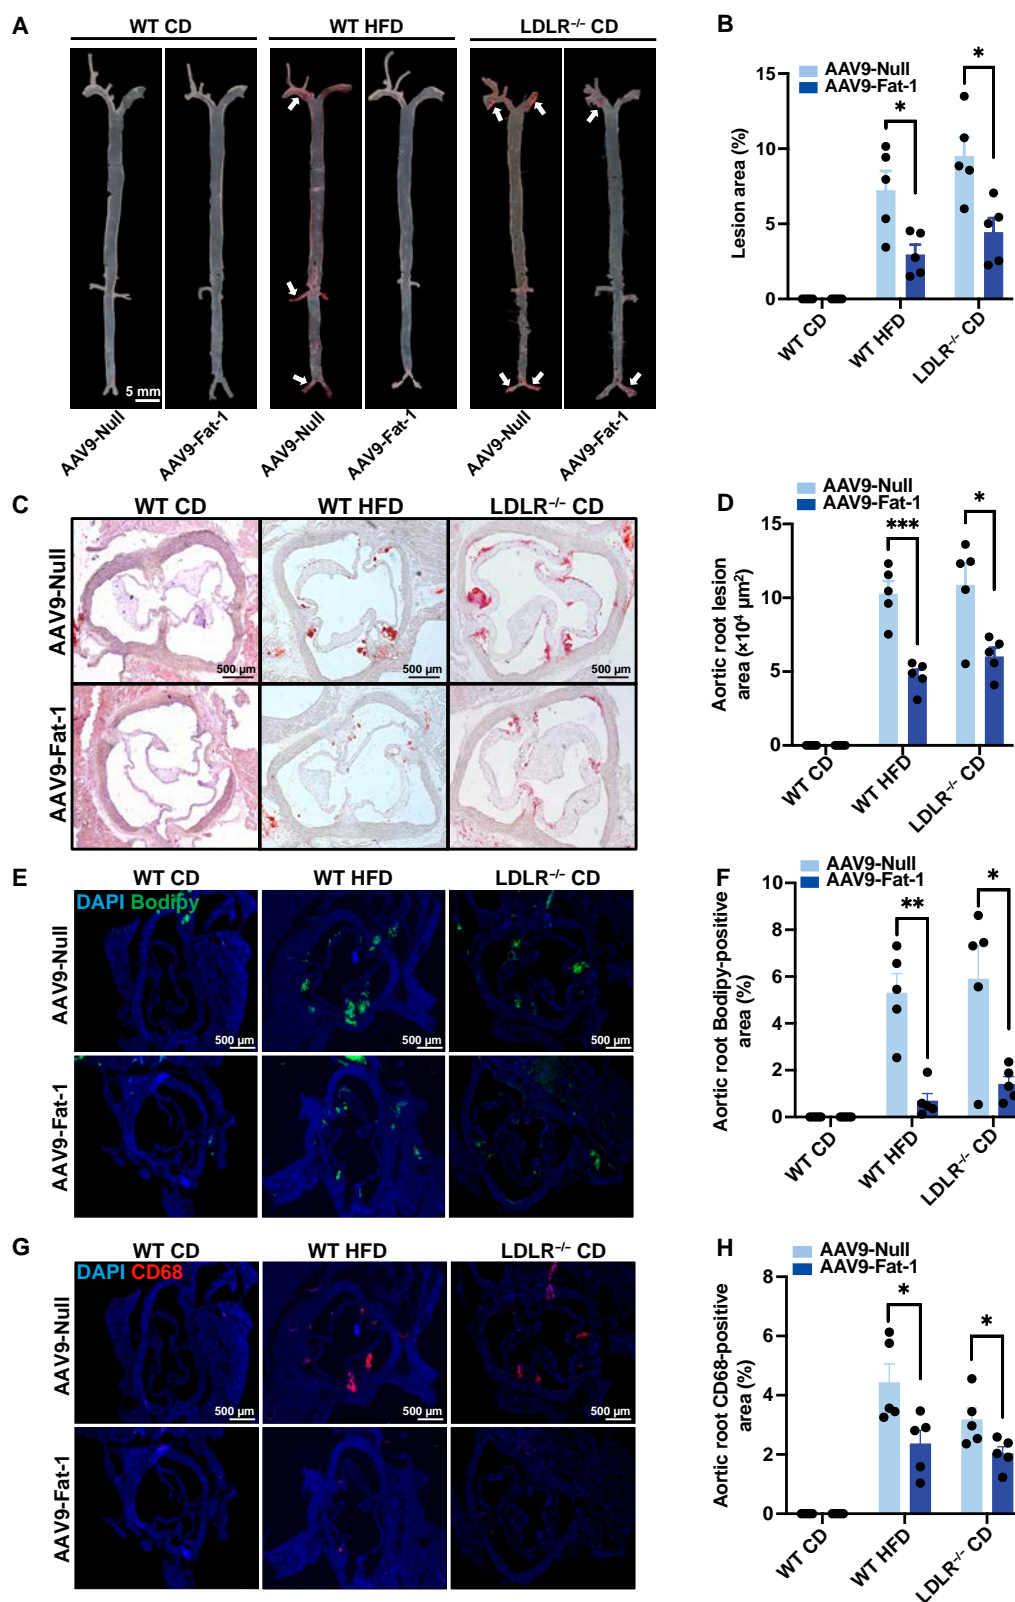 A
WT CD
WT HFD
LDLR⁻/⁻ CD
5 mm
AAV9-Null
AAV9-Fat-1
AAV9-Null
AAV9-Fat-1
AAV9-Null
AAV9-Fat-1
B
AAV9-Null
AAV9-Fat-1
Lesion area (%)
15
10
5
0
*
*
WT CD
WT HFD
LDLR⁻/⁻ CD
C
WT CD
WT HFD
LDLR⁻/⁻ CD
AAV9-Null
500 µm
500 µm
500 µm
AAV9-Fat-1
D
AAV9-Null
AAV9-Fat-1
Aortic root lesion
area (×10⁴ µm²)
15
10
5
0
***
*
WT CD
WT HFD
LDLR⁻/⁻ CD
E
WT CD
WT HFD
LDLR⁻/⁻ CD
DAPI Bodipy
AAV9-Null
500 µm
500 µm
500 µm
AAV9-Fat-1
F
AAV9-Null
AAV9-Fat-1
Aortic root Bodipy-positive
area (%)
10
8
6
4
2
0
**
*
WT CD
WT HFD
LDLR⁻/⁻ CD
G
WT CD
WT HFD
LDLR⁻/⁻ CD
DAPI CD68
AAV9-Null
500 µm
500 µm
500 µm
AAV9-Fat-1
H
AAV9-Null
AAV9-Fat-1
Aortic root CD68-positive
area (%)
8
6
4
2
0
*
*
WT CD
WT HFD
LDLR⁻/⁻ CD